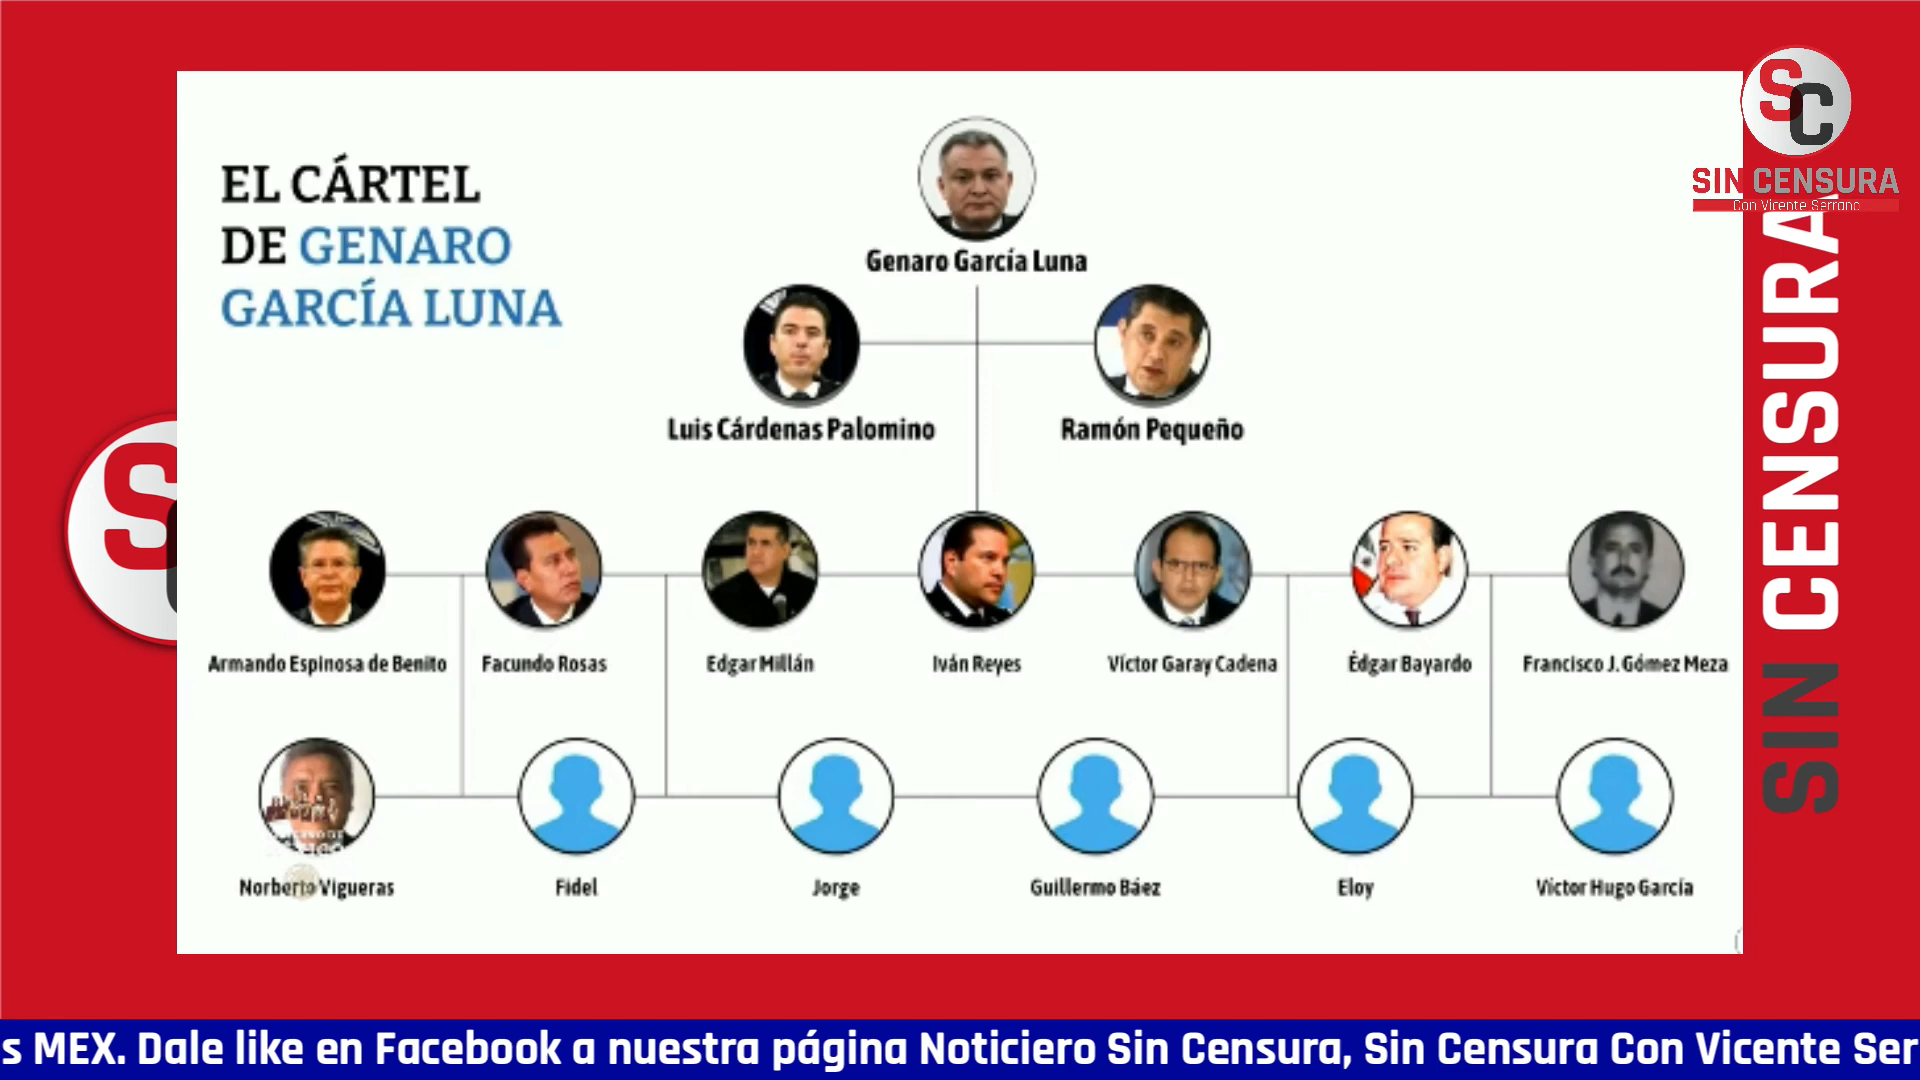 EL CÁRTEL
DE GENARO
GARCÍA LUNA
Genaro García Luna
Luis Cárdenas Palomino
Ramón Pequeño
Armando Espinosa de Benito
Facundo Rosas
Edgar Millán
Iván Reyes
Víctor Garay Cadena
Édgar Bayardo
Francisco J. Gómez Meza
Norberto Vigueras
Fidel
Jorge
Guillermo Báez
Eloy
Víctor Hugo García
SC
SIN CENSURA
Con Vicente Serrano
SIN CENSURA
S
s MEX. Dale like en Facebook a nuestra página Noticiero Sin Censura, Sin Censura Con Vicente Ser